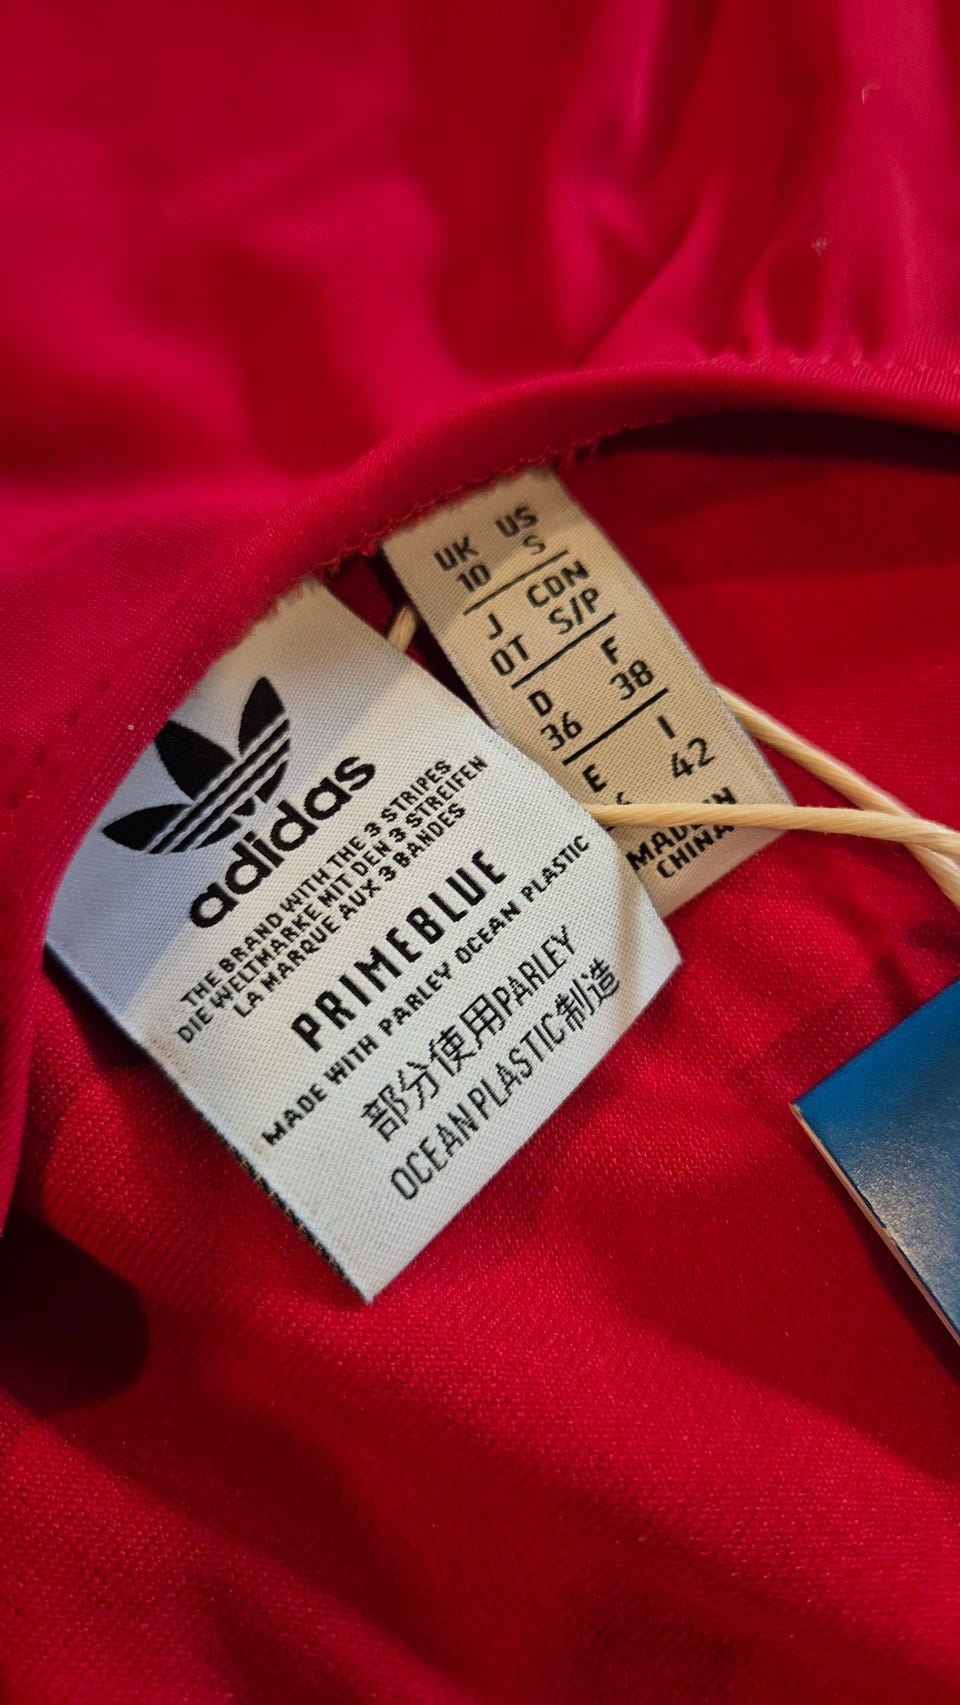 adidas
THE BRAND WITH THE 3 STRIPES
DIE WELTMARKE MIT DEN 3 STREIFEN
LA MARQUE AUX 3 BANDES
PRIMEBLUE
MADE WITH PARLEY OCEAN PLASTIC
部分使用PARLEY
OCEAN PLASTIC制造
UK US
10 S
J CDN
OT S/P
D F
36 38
E I
42
MADE IN
CHINA